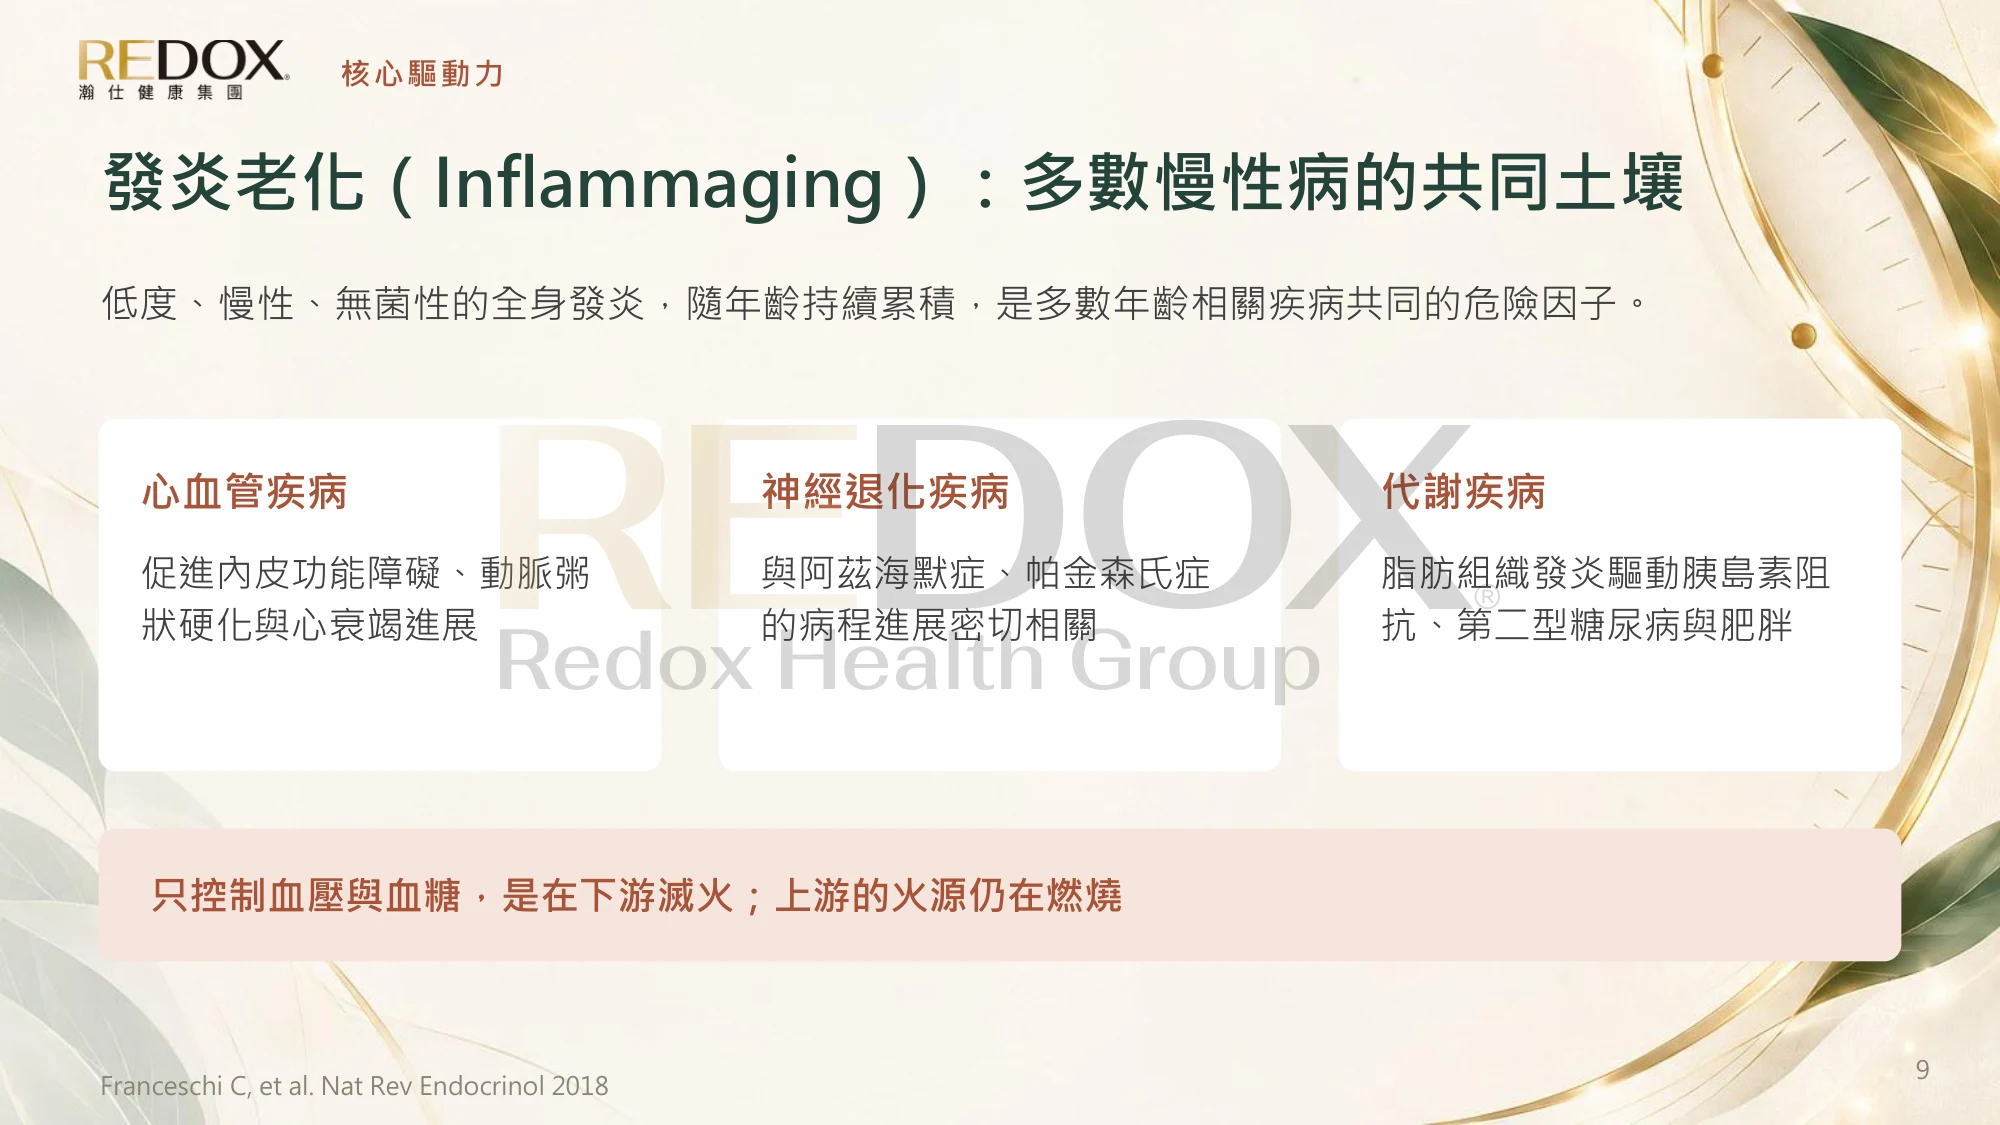 REDOX®
瀚仕健康集團
核心驅動力
發炎老化（Inflammaging）：多數慢性病的共同土壤
低度、慢性、無菌性的全身發炎，隨年齡持續累積，是多數年齡相關疾病共同的危險因子。
心血管疾病
促進內皮功能障礙、動脈粥
狀硬化與心衰竭進展
神經退化疾病
與阿茲海默症、帕金森氏症
的病程進展密切相關
代謝疾病
脂肪組織發炎驅動胰島素阻
抗、第二型糖尿病與肥胖
REDOX®
Redox Health Group
只控制血壓與血糖，是在下游滅火；上游的火源仍在燃燒
Franceschi C, et al. Nat Rev Endocrinol 2018
9